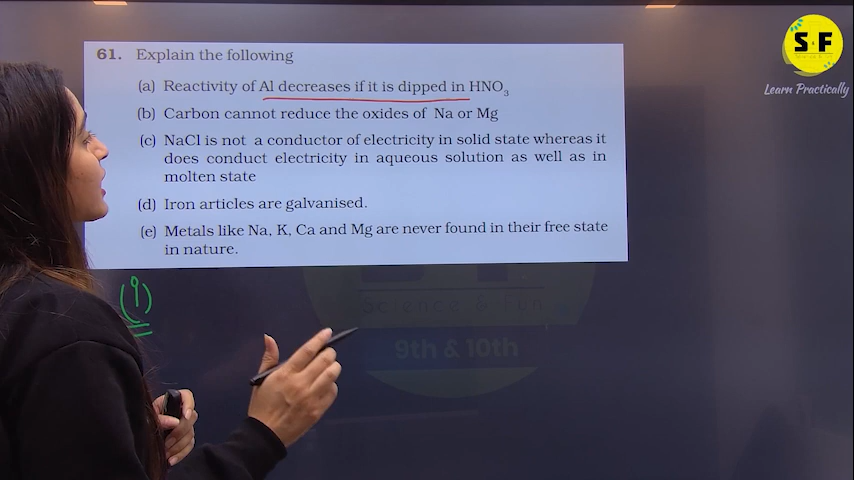 61. Explain the following
(a) Reactivity of Al decreases if it is dipped in HNO₃
(b) Carbon cannot reduce the oxides of Na or Mg
(c) NaCl is not a conductor of electricity in solid state whereas it
does conduct electricity in aqueous solution as well as in
molten state
(d) Iron articles are galvanised.
(e) Metals like Na, K, Ca and Mg are never found in their free state
in nature.
(i)
S F
Learn Practically
Science & Fun
9th & 10th